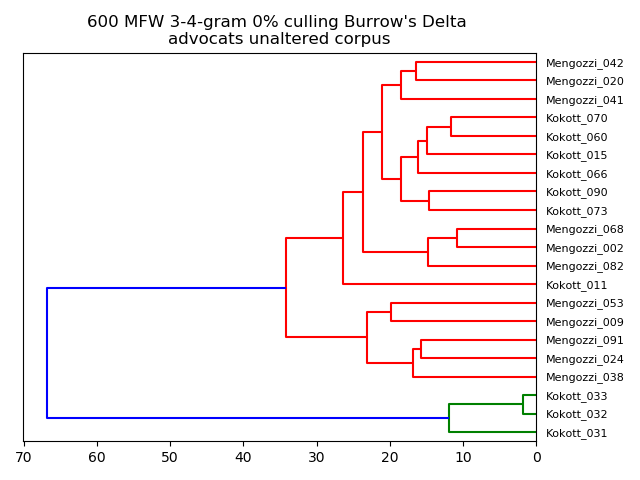 600 MFW 3-4-gram 0% culling Burrow's Delta
advocats unaltered corpus
Mengozzi_042
Mengozzi_020
Mengozzi_041
Kokott_070
Kokott_060
Kokott_015
Kokott_066
Kokott_090
Kokott_073
Mengozzi_068
Mengozzi_002
Mengozzi_082
Kokott_011
Mengozzi_053
Mengozzi_009
Mengozzi_091
Mengozzi_024
Mengozzi_038
Kokott_033
Kokott_032
Kokott_031
70 60 50 40 30 20 10 0